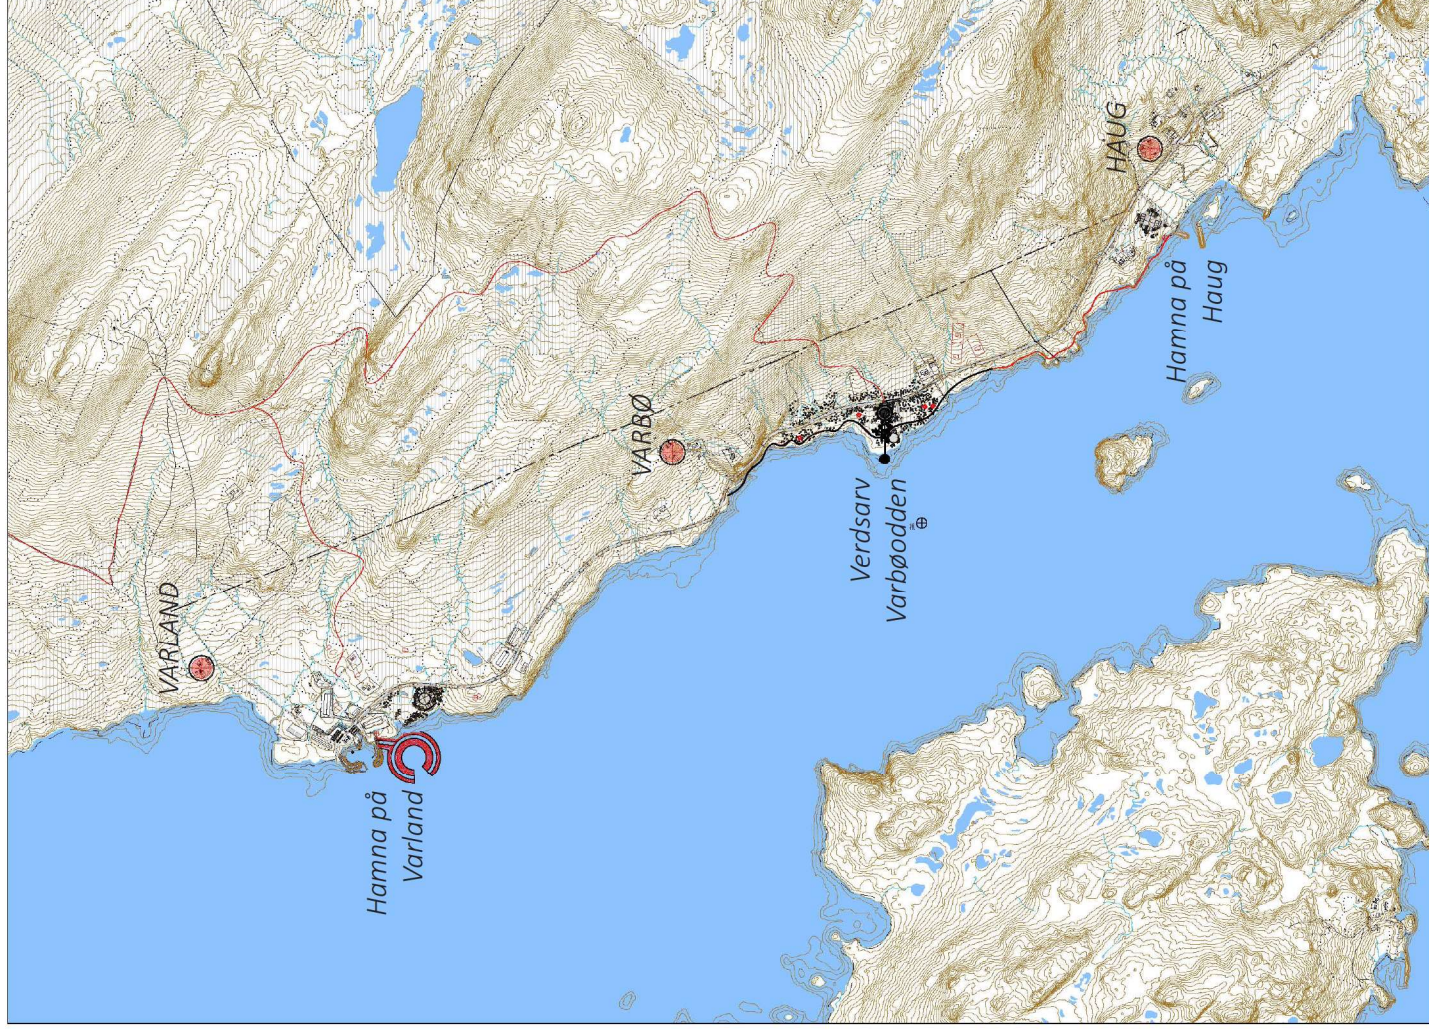 VARLAND
Hamna på
Varland
VARBØ
Verdsarv
Varbøodden
HAUG
Hamna på
Haug